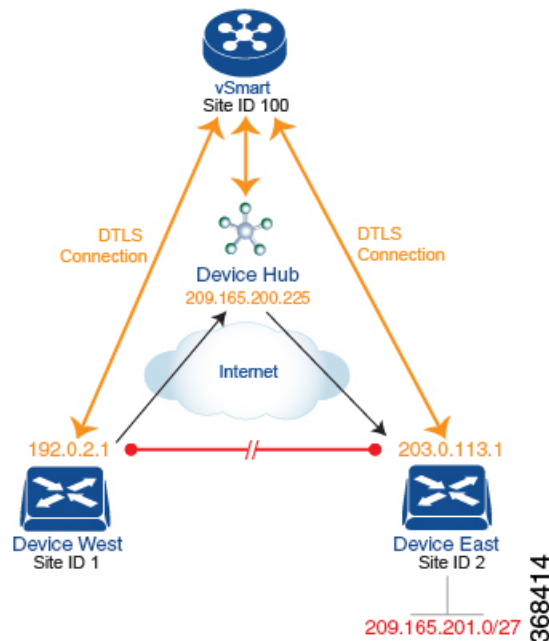 vSmart
Site ID 100
DTLS
Connection
DTLS
Connection
Device Hub
209.165.200.225
Internet
192.0.2.1
203.0.113.1
Device West
Site ID 1
Device East
Site ID 2
209.165.201.0/27
368414